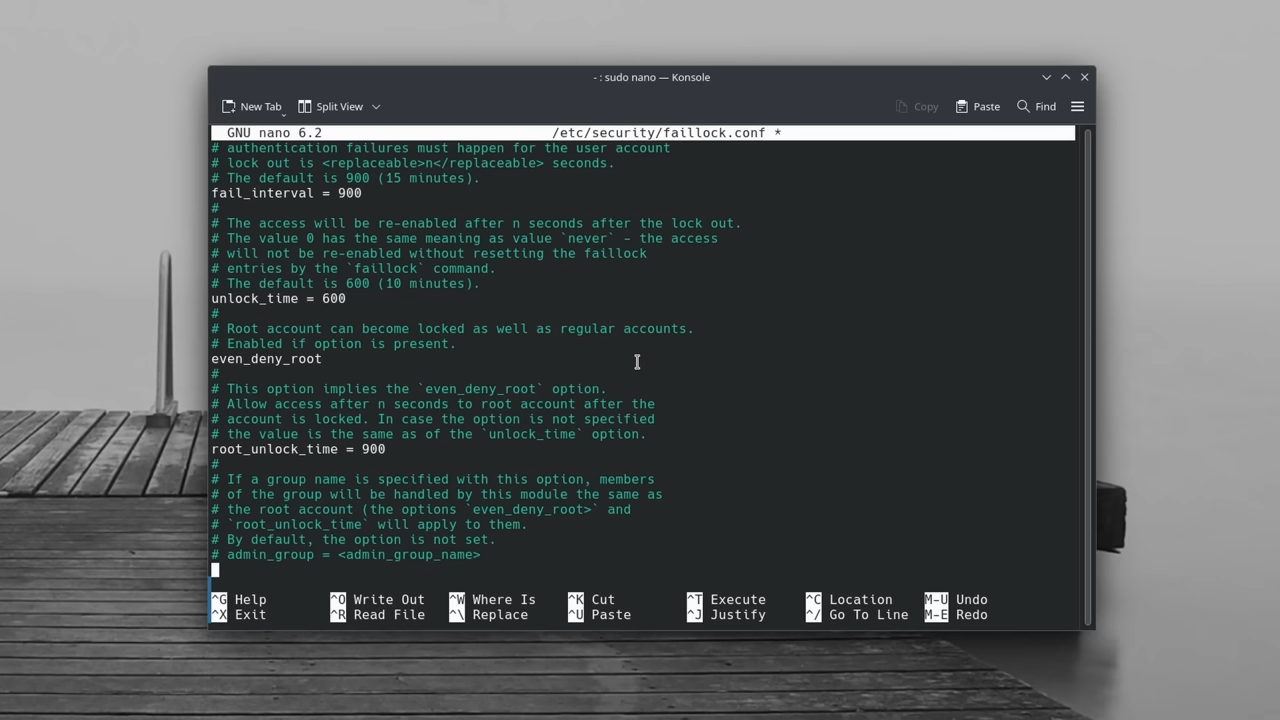 - : sudo nano — Konsole
New Tab Split View Copy Paste Find
GNU nano 6.2 /etc/security/faillock.conf *
# authentication failures must happen for the user account
# lock out is <replaceable>n</replaceable> seconds.
# The default is 900 (15 minutes).
fail_interval = 900
#
# The access will be re-enabled after n seconds after the lock out.
# The value 0 has the same meaning as value `never` - the access
# will not be re-enabled without resetting the faillock
# entries by the `faillock` command.
# The default is 600 (10 minutes).
unlock_time = 600
#
# Root account can become locked as well as regular accounts.
# Enabled if option is present.
even_deny_root
#
# This option implies the `even_deny_root` option.
# Allow access after n seconds to root account after the
# account is locked. In case the option is not specified
# the value is the same as of the `unlock_time` option.
root_unlock_time = 900
#
# If a group name is specified with this option, members
# of the group will be handled by this module the same as
# the root account (the options `even_deny_root>` and
# `root_unlock_time` will apply to them.
# By default, the option is not set.
# admin_group = <admin_group_name>
^G Help ^O Write Out ^W Where Is ^K Cut ^T Execute ^C Location M-U Undo
^X Exit ^R Read File ^\ Replace ^U Paste ^J Justify ^/ Go To Line M-E Redo